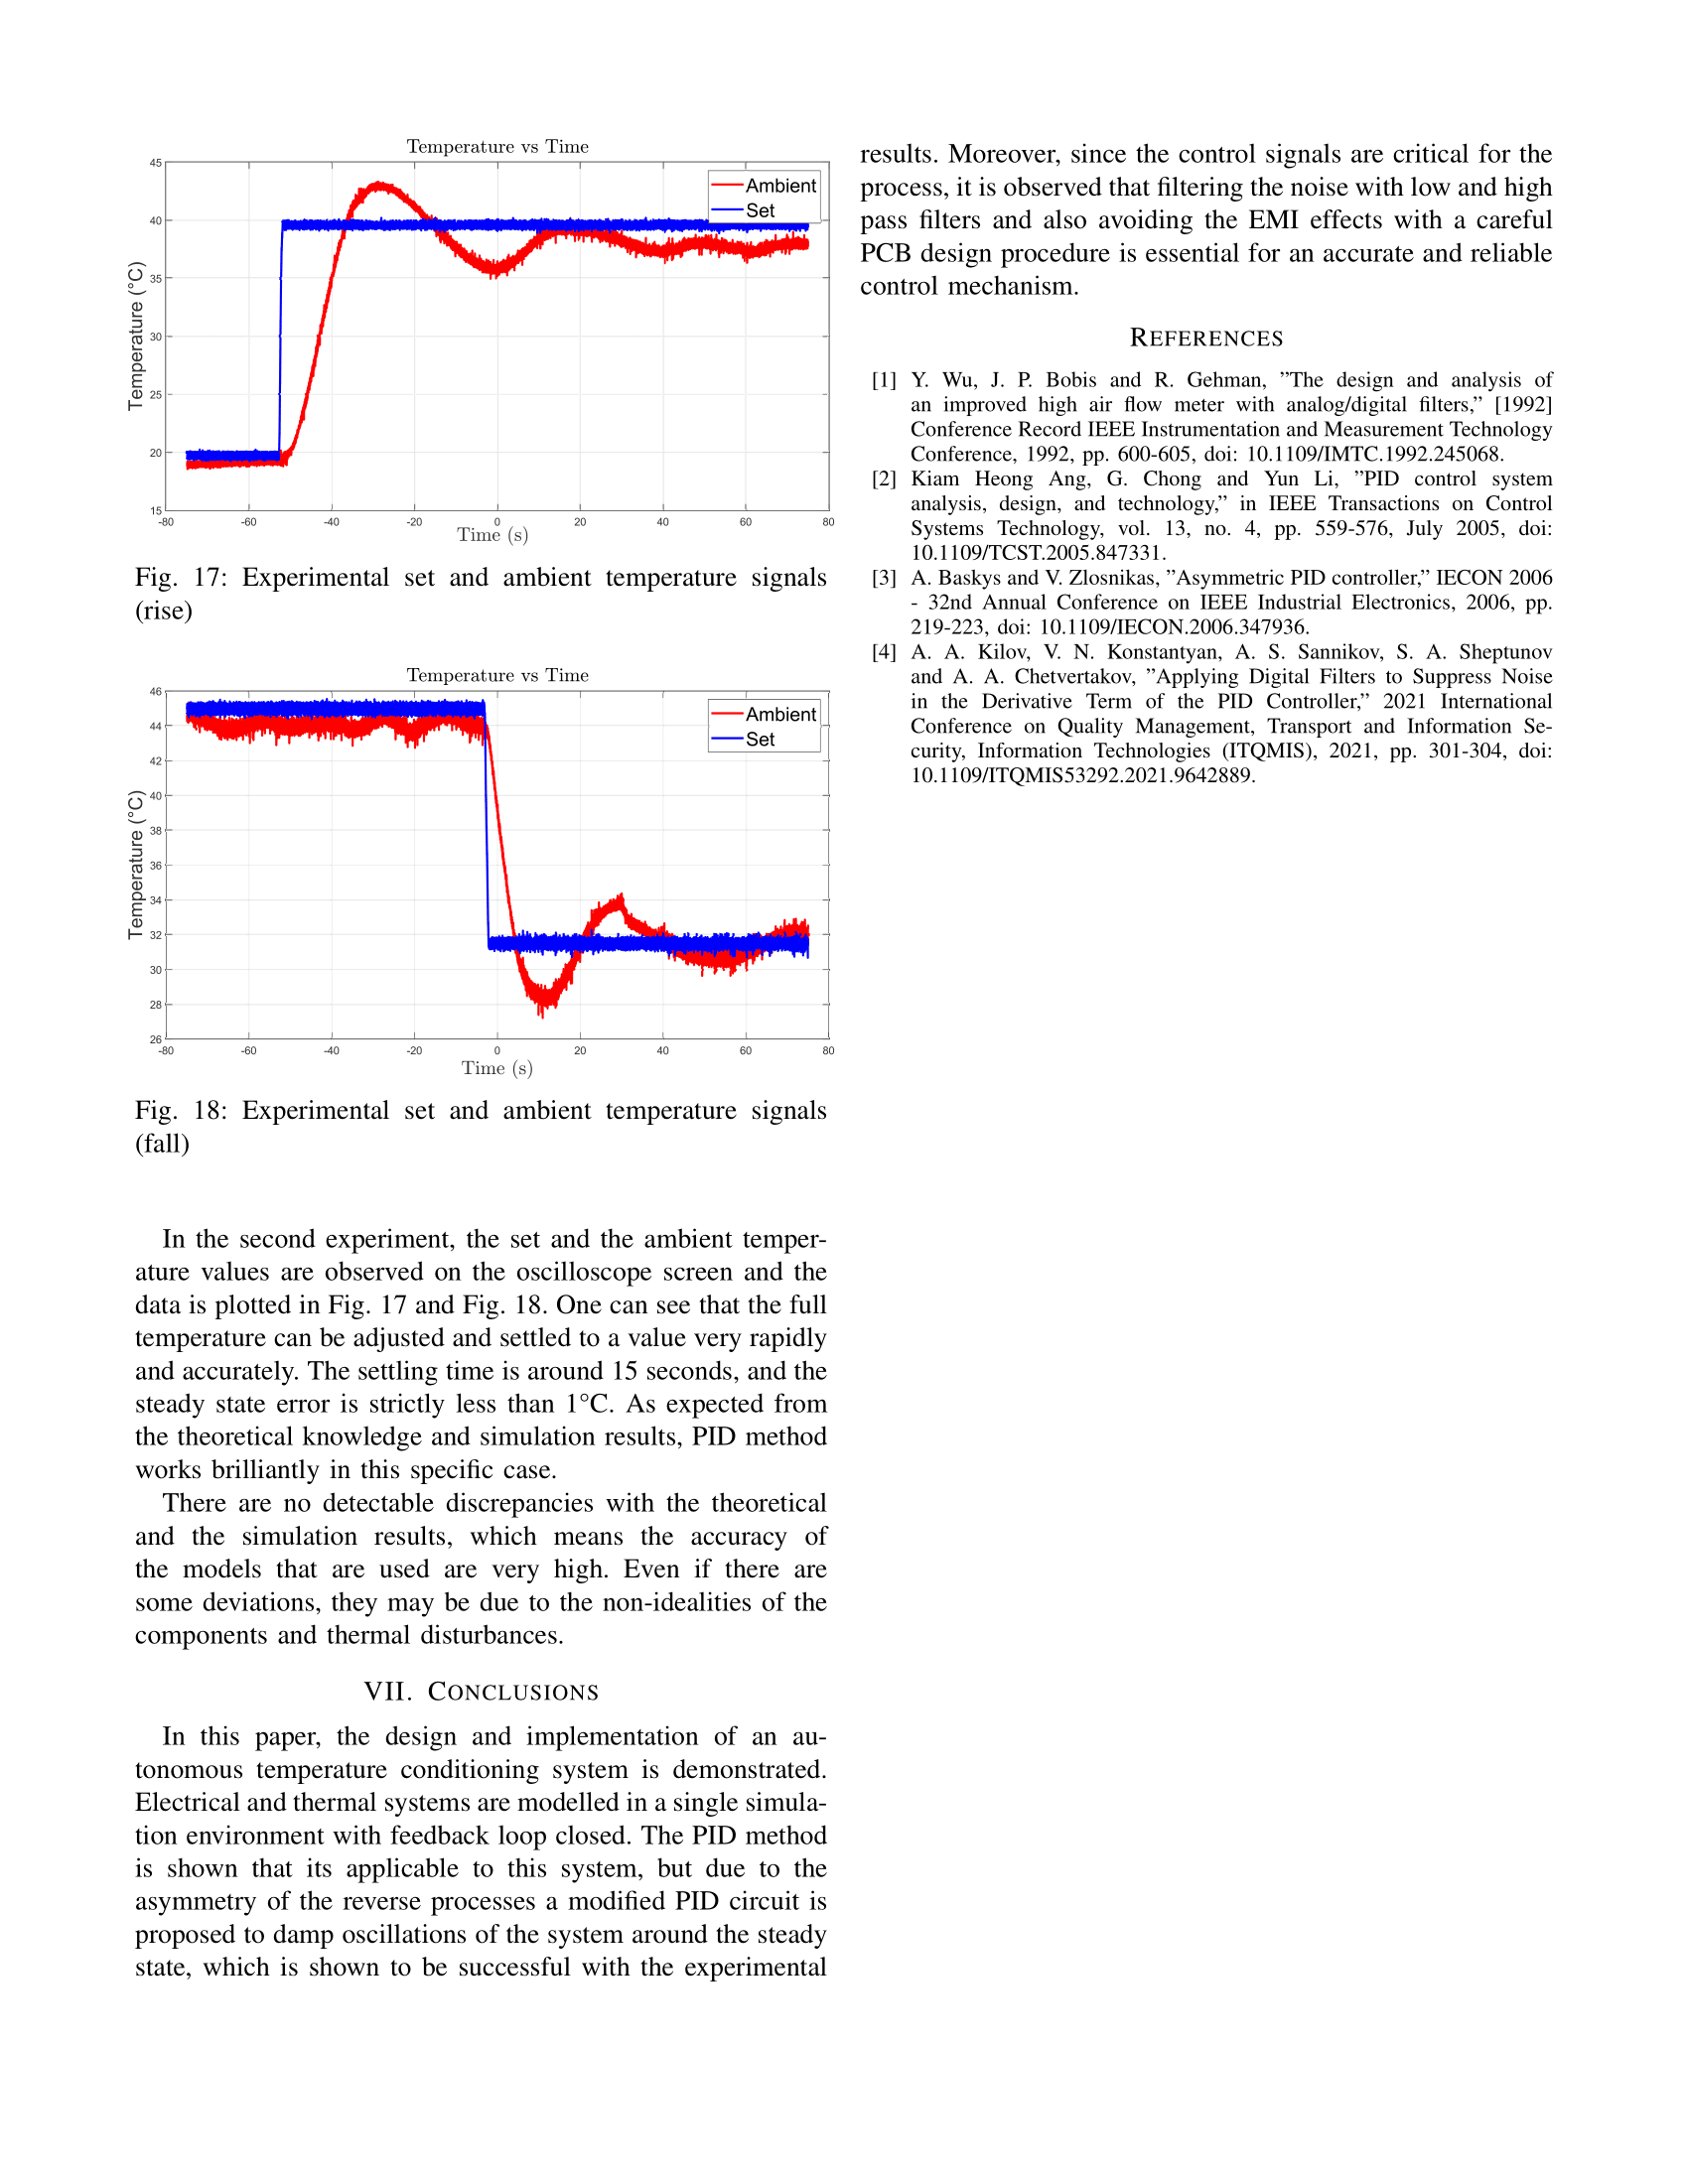 Temperature vs Time
45
40
35
30
25
20
15
Temperature (°C)
Ambient
Set
-80 -60 -40 -20 0 20 40 60 80
Time (s)
Fig. 17: Experimental set and ambient temperature signals
(rise)
Temperature vs Time
46
44
42
40
38
36
34
32
30
28
26
Temperature (°C)
Ambient
Set
-80 -60 -40 -20 0 20 40 60 80
Time (s)
Fig. 18: Experimental set and ambient temperature signals
(fall)
In the second experiment, the set and the ambient temper-
ature values are observed on the oscilloscope screen and the
data is plotted in Fig. 17 and Fig. 18. One can see that the full
temperature can be adjusted and settled to a value very rapidly
and accurately. The settling time is around 15 seconds, and the
steady state error is strictly less than 1°C. As expected from
the theoretical knowledge and simulation results, PID method
works brilliantly in this specific case.
There are no detectable discrepancies with the theoretical
and the simulation results, which means the accuracy of
the models that are used are very high. Even if there are
some deviations, they may be due to the non-idealities of the
components and thermal disturbances.
VII. CONCLUSIONS
In this paper, the design and implementation of an au-
tonomous temperature conditioning system is demonstrated.
Electrical and thermal systems are modelled in a single simula-
tion environment with feedback loop closed. The PID method
is shown that its applicable to this system, but due to the
asymmetry of the reverse processes a modified PID circuit is
proposed to damp oscillations of the system around the steady
state, which is shown to be successful with the experimental
results. Moreover, since the control signals are critical for the
process, it is observed that filtering the noise with low and high
pass filters and also avoiding the EMI effects with a careful
PCB design procedure is essential for an accurate and reliable
control mechanism.
REFERENCES
[1] Y. Wu, J. P. Bobis and R. Gehman, ”The design and analysis of
an improved high air flow meter with analog/digital filters,” [1992]
Conference Record IEEE Instrumentation and Measurement Technology
Conference, 1992, pp. 600-605, doi: 10.1109/IMTC.1992.245068.
[2] Kiam Heong Ang, G. Chong and Yun Li, ”PID control system
analysis, design, and technology,” in IEEE Transactions on Control
Systems Technology, vol. 13, no. 4, pp. 559-576, July 2005, doi:
10.1109/TCST.2005.847331.
[3] A. Baskys and V. Zlosnikas, ”Asymmetric PID controller,” IECON 2006
- 32nd Annual Conference on IEEE Industrial Electronics, 2006, pp.
219-223, doi: 10.1109/IECON.2006.347936.
[4] A. A. Kilov, V. N. Konstantyan, A. S. Sannikov, S. A. Sheptunov
and A. A. Chetvertakov, ”Applying Digital Filters to Suppress Noise
in the Derivative Term of the PID Controller,” 2021 International
Conference on Quality Management, Transport and Information Se-
curity, Information Technologies (ITQMIS), 2021, pp. 301-304, doi:
10.1109/ITQMIS53292.2021.9642889.